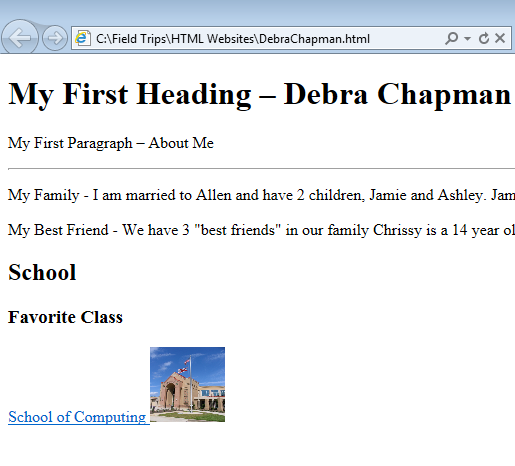 C:\Field Trips\HTML Websites\DebraChapman.html
My First Heading – Debra Chapman
My First Paragraph – About Me
My Family - I am married to Allen and have 2 children, Jamie and Ashley. Jam
My Best Friend - We have 3 "best friends" in our family Chrissy is a 14 year ol
School
Favorite Class
School of Computing